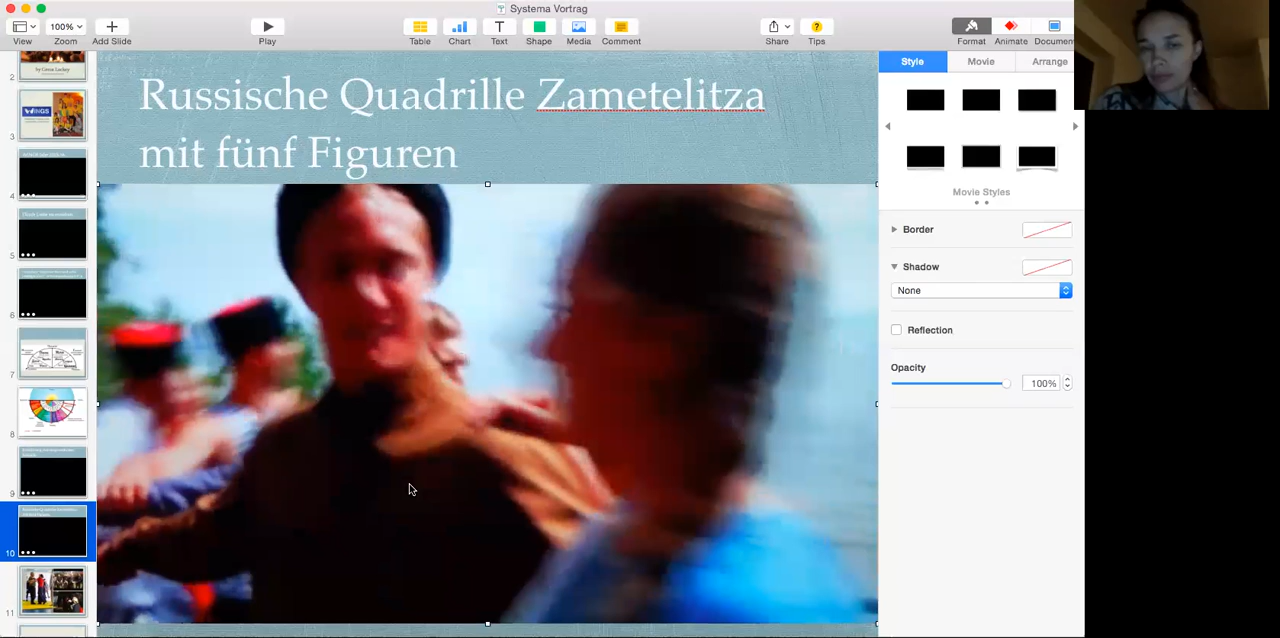 Systema Vortrag
100%
View
Zoom
Add Slide
Play
Table
Chart
Text
Shape
Media
Comment
Share
Tips
Format
Animate
Documen
Russische Quadrille Zametelitza
mit fünf Figuren
Style
Movie
Arrange
Movie Styles
Border
Shadow
None
Reflection
Opacity
100%
2
3
WINGS
4
5
6
7
8
9
10
11